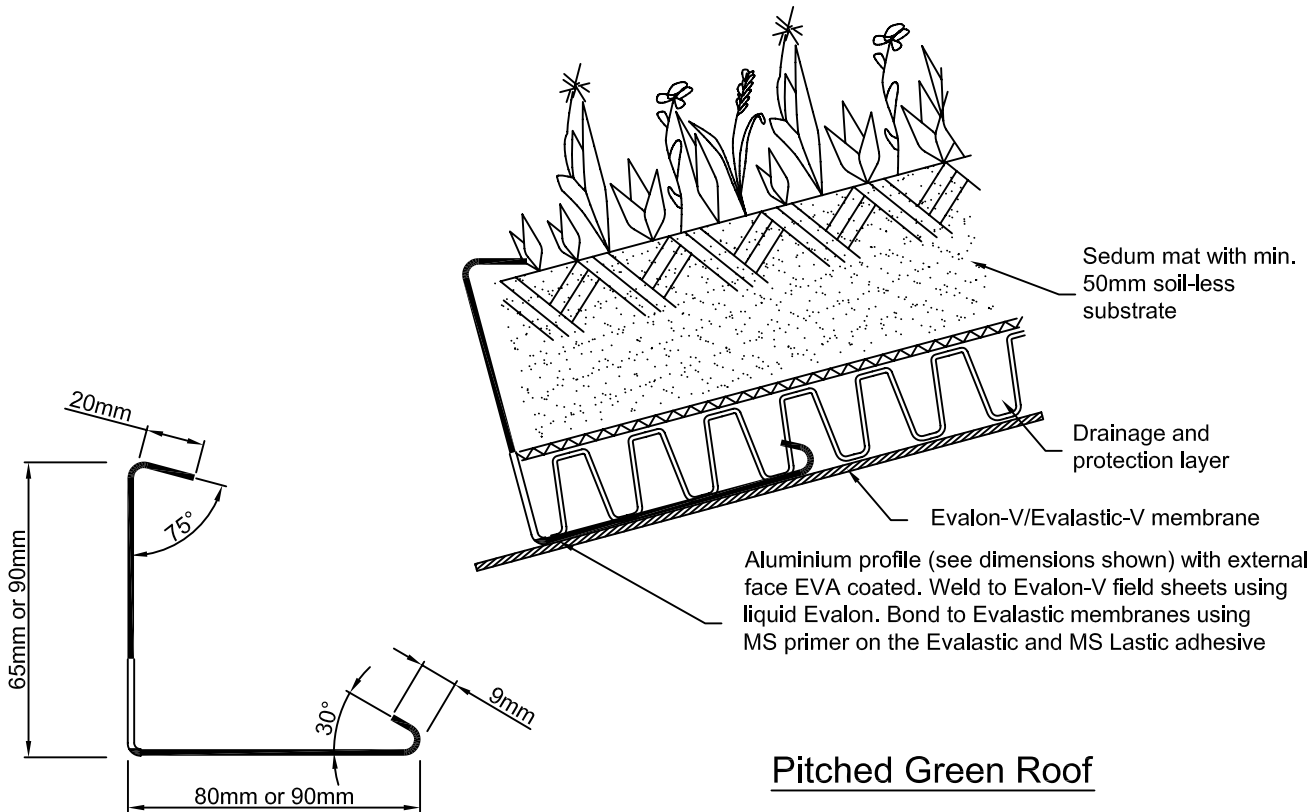 Sedum mat with min.
50mm soil-less
substrate
20mm
75°
65mm or 90mm
Drainage and
protection layer
Evalon-V/Evalastic-V membrane
Aluminium profile (see dimensions shown) with external
face EVA coated. Weld to Evalon-V field sheets using
liquid Evalon. Bond to Evalastic membranes using
MS primer on the Evalastic and MS Lastic adhesive
30°
9mm
80mm or 90mm
Pitched Green Roof